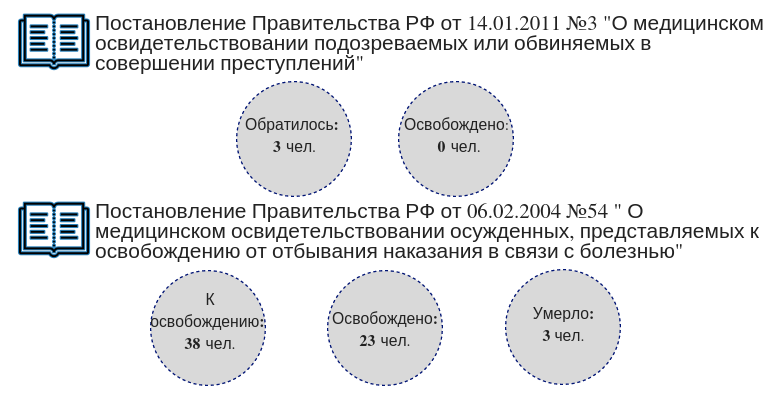 Постановление Правительства РФ от 14.01.2011 №3 "О медицинском
освидетельствовании подозреваемых или обвиняемых в
совершении преступлений"
Обратилось:
3 чел.
Освобождено:
0 чел.
Постановление Правительства РФ от 06.02.2004 №54 " О
медицинском освидетельствовании осужденных, представляемых к
освобождению от отбывания наказания в связи с болезнью"
К
освобождению:
38 чел.
Освобождено:
23 чел.
Умерло:
3 чел.